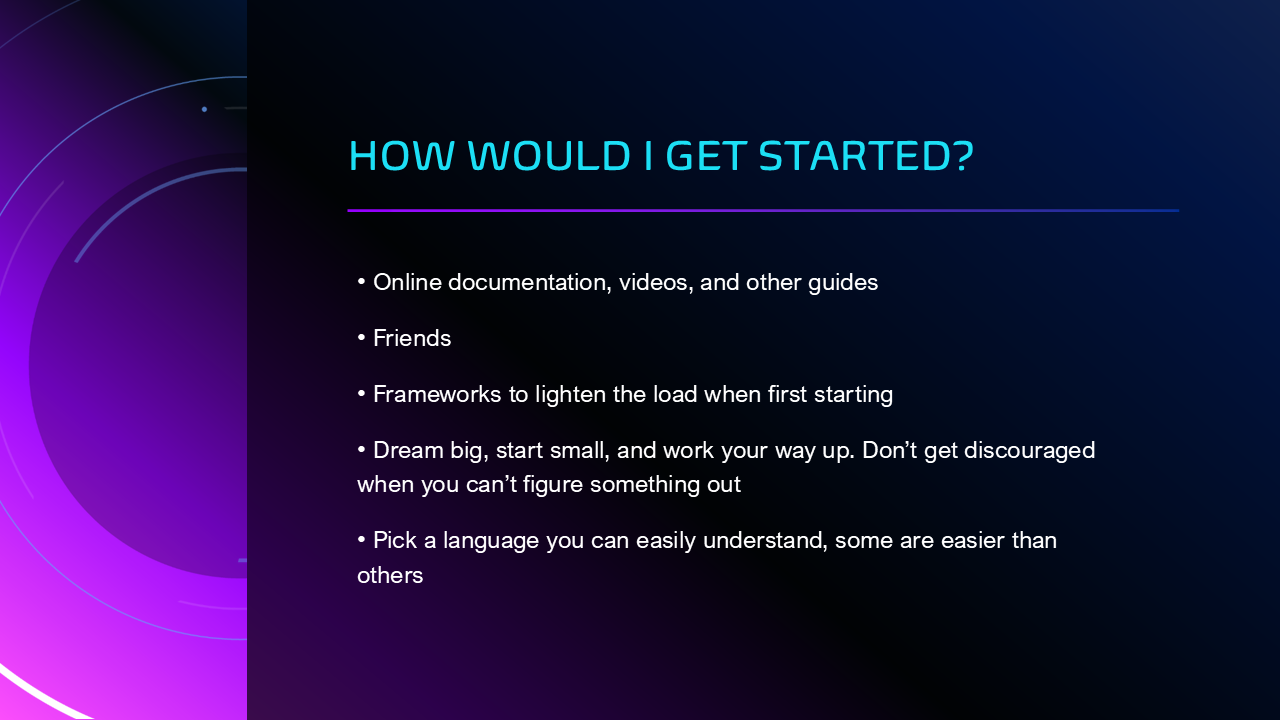 HOW WOULD I GET STARTED?
• Online documentation, videos, and other guides
• Friends
• Frameworks to lighten the load when first starting
• Dream big, start small, and work your way up. Don’t get discouraged
when you can’t figure something out
• Pick a language you can easily understand, some are easier than
others